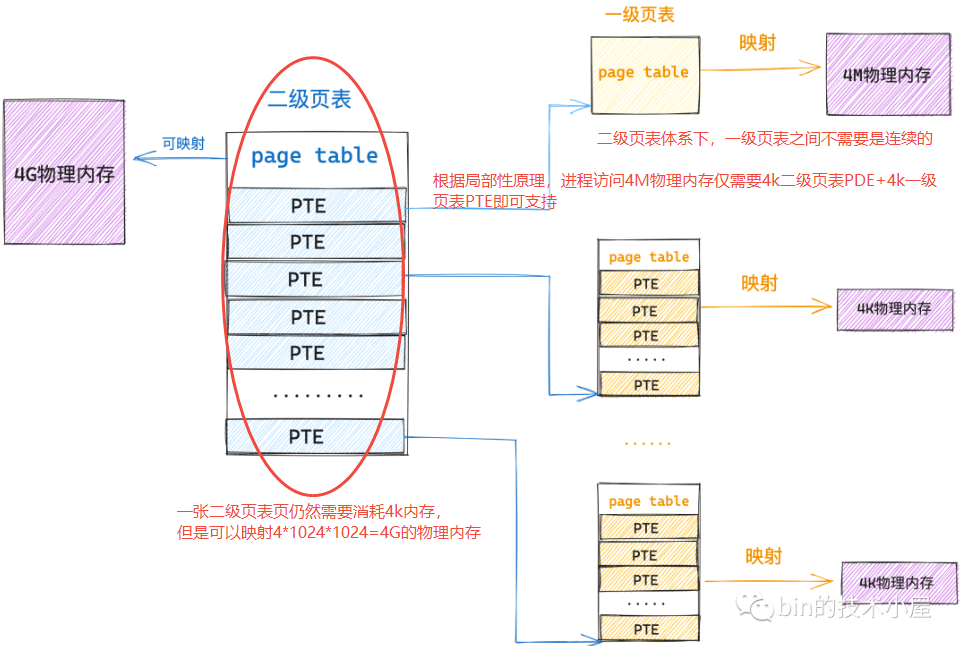 一级页表
page table
映射
4M物理内存
二级页表体系下，一级页表之间不需要是连续的
二级页表
4G物理内存
可映射
page table
PTE
PTE
PTE
PTE
PTE
.........
PTE
根据局部性原理，进程访问4M物理内存仅需要4k二级页表PDE+4k一级
页表PTE即可支持
page table
PTE
PTE
PTE
.....
PTE
映射
4K物理内存
......
一张二级页表页仍然需要消耗4k内存，
但是可以映射4*1024*1024=4G的物理内存
page table
PTE
PTE
PTE
.....
PTE
映射
4K物理内存
bin的技术小屋